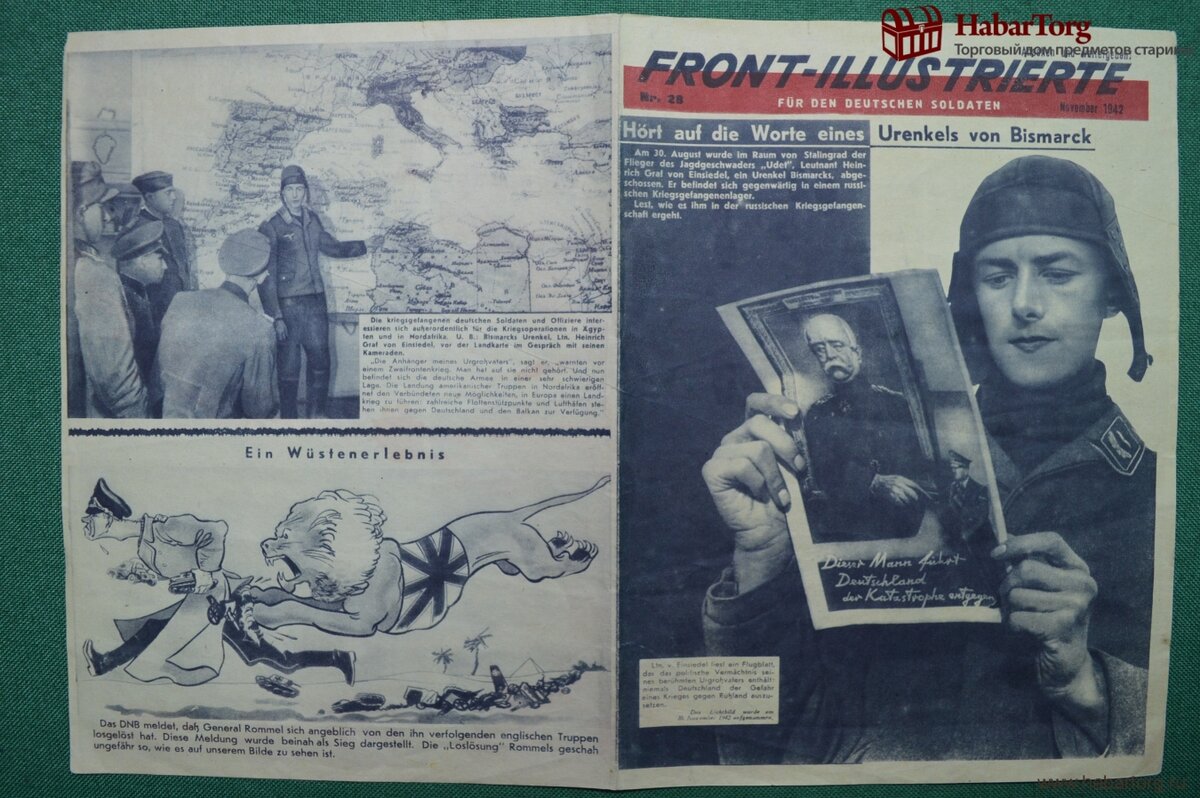 HabarTorg
Торговый дом предметов старин
FRONT-ILLUSTRIERTE
Nr. 28
FÜR DEN DEUTSCHEN SOLDATEN
November 1942
Hört auf die Worte eines Urenkels von Bismarck
Am 30. August wurde im Raum von Stalingrad der
Flieger des Jagdgeschwaders „Udet", Leutnant Hein-
rich Graf von Einsiedel, ein Urenkel Bismarcks, abge-
schossen. Er befindet sich gegenwärtig in einem russi-
schen Kriegsgefangenenlager.
Lest, wie es ihm in der russischen Kriegsgefangen-
schaft ergeht.
Dieser Mann führt
Deutschland
der Katastrophe entgegen
Ltn. v. Einsiedel liest ein Flugblatt,
das das politische Vermächtnis sei-
nes berühmten Urgroßvaters enthält:
niemals Deutschland der Gefahr
eines Krieges gegen Rußland auszu-
setzen.
Das Lichtbild wurde am
November 1942 aufgenommen.
Die kriegsgefangenen deutschen Soldaten und Offiziere inter-
essieren sich außerordentlich für die Kriegsoperationen in Ägyp-
ten und in Nordafrika. U. B.: Bismarcks Urenkel, Ltn. Heinrich
Graf von Einsiedel, vor der Landkarte im Gespräch mit seinen
Kameraden.
„Die Anhänger meines Urgroßvaters", sagt er, „warnten vor
einem Zweifrontenkrieg. Man hat auf sie nicht gehört. Und nun
befindet sich die deutsche Armee in einer sehr schwierigen
Lage. Die Landung amerikanischer Truppen in Nordafrika eröff-
net den Verbündeten neue Möglichkeiten, in Europa einen Land-
krieg zu führen: zahlreiche Flottenstützpunkte und Lufthäfen ste-
hen ihnen gegen Deutschland und den Balkan zur Verfügung."
Ein Wüstenerlebnis
Das DNB meldet, daß General Rommel sich angeblich von den ihn verfolgenden englischen Truppen
losgelöst hat. Diese Meldung wurde beinah als Sieg dargestellt. Die „Loslösung" Rommels geschah
ungefähr so, wie es auf unserem Bilde zu sehen ist.
www.habartorg.ru